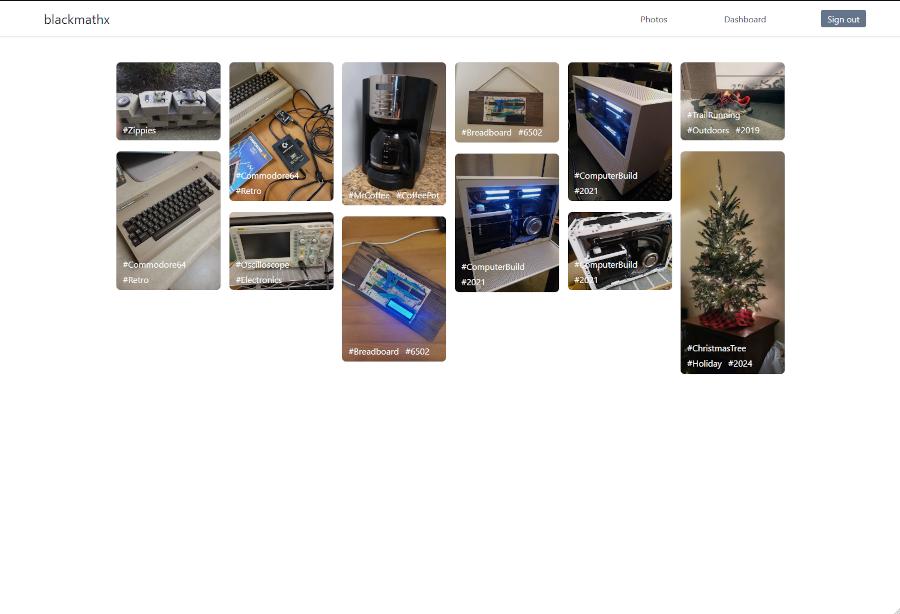 blackmathx
Photos
Dashboard
Sign out
#Zippies
#Commodore64
#Retro
#Commodore64
#Retro
#Oscilloscope
#Electronics
#MrCoffee #CoffeePot
#Breadboard #6502
#Breadboard #6502
#ComputerBuild
#2021
#ComputerBuild
#2021
#ComputerBuild
#2021
#TrailRunning
#Outdoors #2019
#ChristmasTree
#Holiday #2024